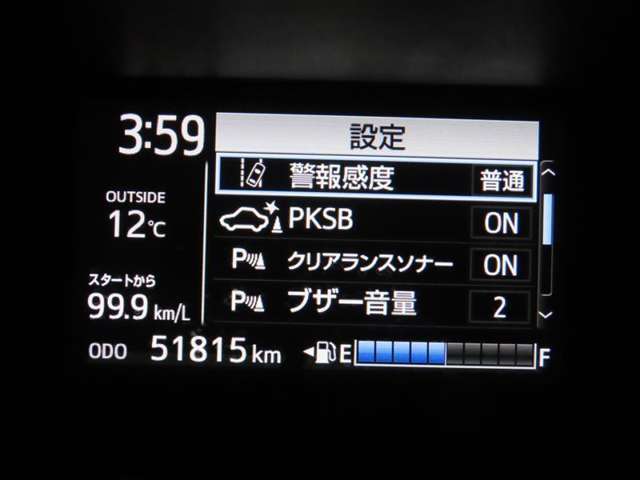 3:59
設定
警報感度 普通
OUTSIDE
12℃
PKSB ON
P クリアランスソナー ON
スタートから
99.9 km/L
P ブザー音量 2
ODO 51815 km
E F